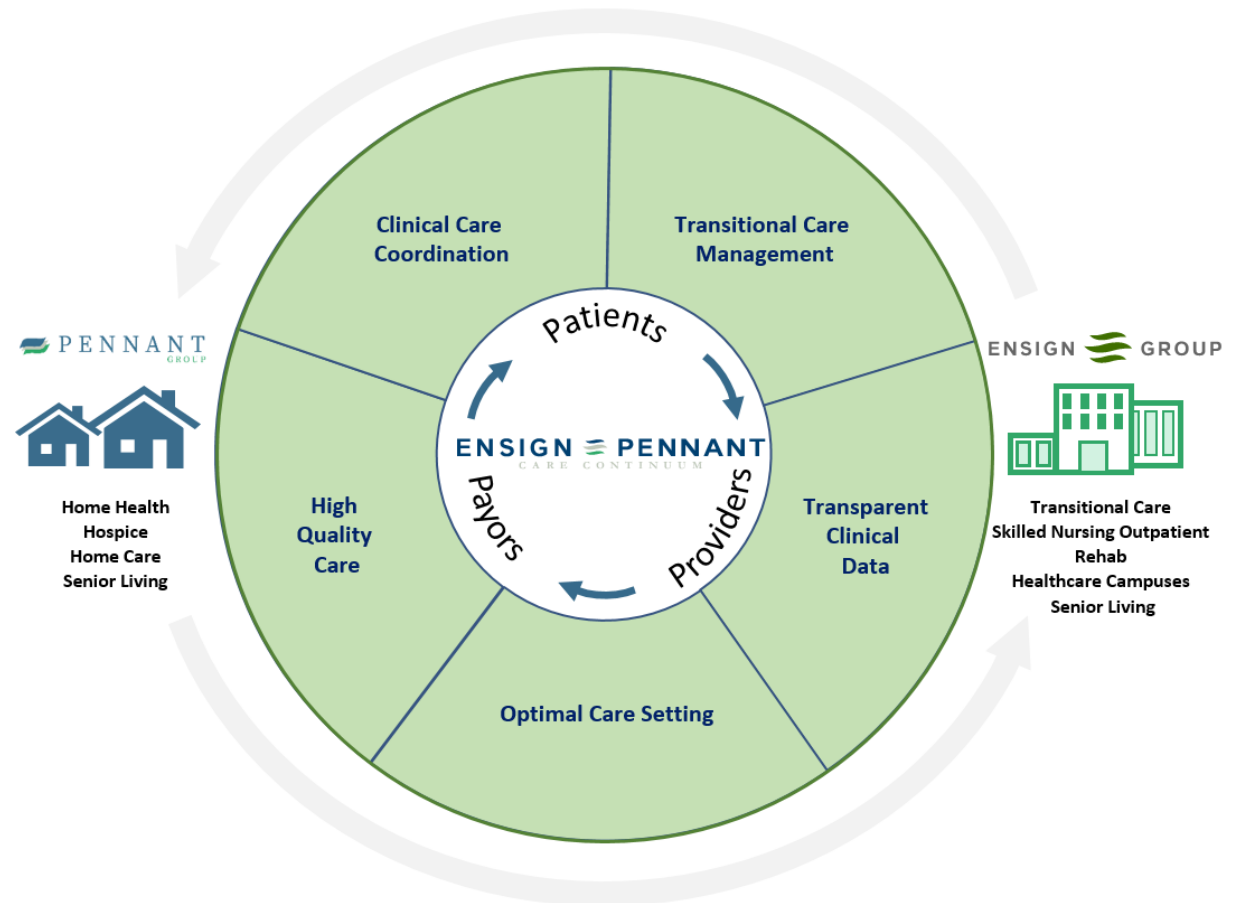 Clinical Care
Coordination
Transitional Care
Management
Patients
PENNANT
GROUP
ENSIGN GROUP
ENSIGN PENNANT
CARE CONTINUUM
Payors
Providers
High
Quality
Care
Transparent
Clinical
Data
Home Health
Hospice
Home Care
Senior Living
Transitional Care
Skilled Nursing Outpatient
Rehab
Healthcare Campuses
Senior Living
Optimal Care Setting